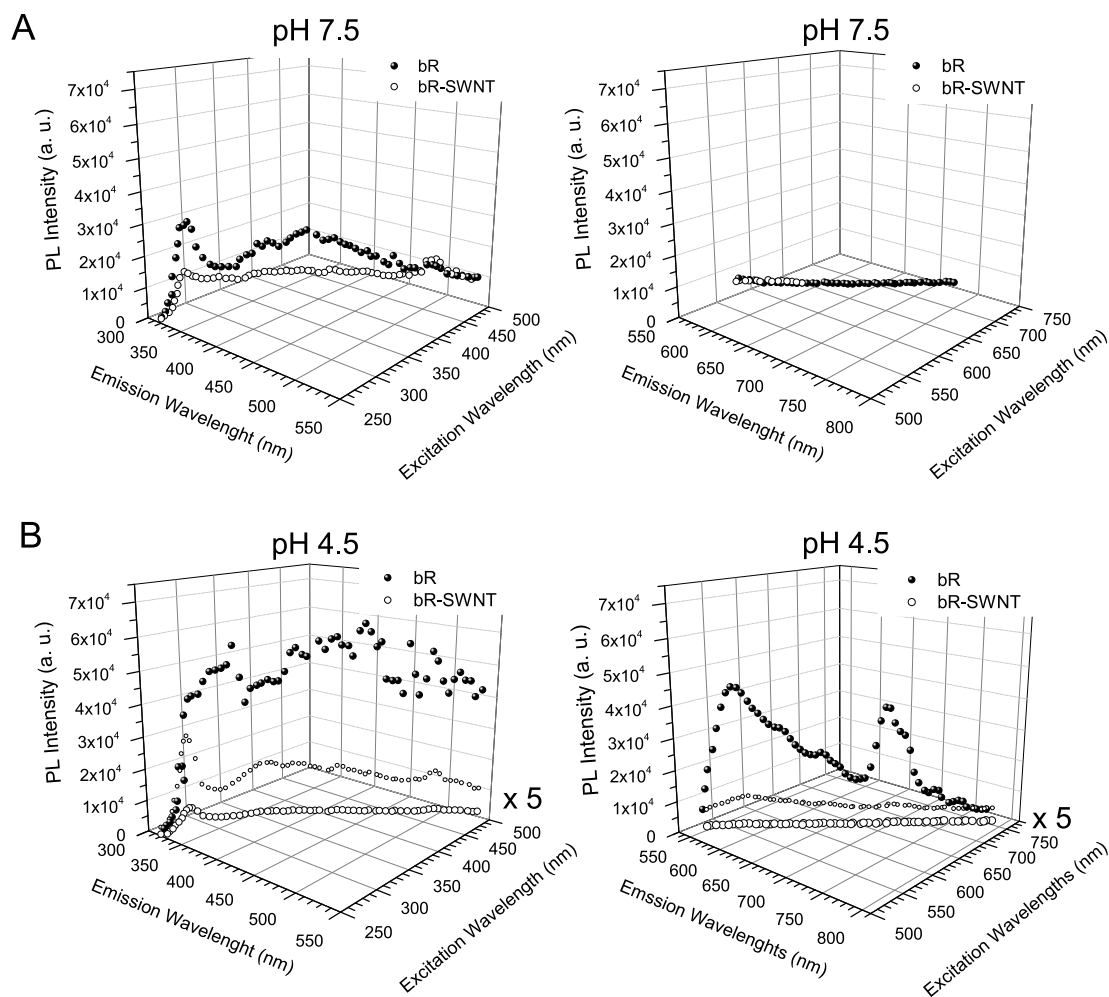 A
pH 7.5
bR
bR-SWNT
7x10⁴
6x10⁴
5x10⁴
4x10⁴
3x10⁴
2x10⁴
1x10⁴
0
PL Intensity (a. u.)
300
350
400
450
500
550
Emission Wavelenght (nm)
250
300
350
400
450
500
Excitation Wavelength (nm)
pH 7.5
bR
bR-SWNT
7x10⁴
6x10⁴
5x10⁴
4x10⁴
3x10⁴
2x10⁴
1x10⁴
0
PL Intensity (a. u.)
550
600
650
700
750
800
Emission Wavelenght (nm)
500
550
600
650
700
750
Excitation Wavelength (nm)
B
pH 4.5
bR
bR-SWNT
7x10⁴
6x10⁴
5x10⁴
4x10⁴
3x10⁴
2x10⁴
1x10⁴
0
PL Intensity (a. u.)
x 5
300
350
400
450
500
550
Emission Wavelenght (nm)
250
300
350
400
450
500
Excitation Wavelength (nm)
pH 4.5
bR
bR-SWNT
7x10⁴
6x10⁴
5x10⁴
4x10⁴
3x10⁴
2x10⁴
1x10⁴
0
PL Intensity (a. u.)
x 5
550
600
650
700
750
800
Emission Wavelenghts (nm)
500
550
600
650
700
750
Excitation Wavelengths (nm)